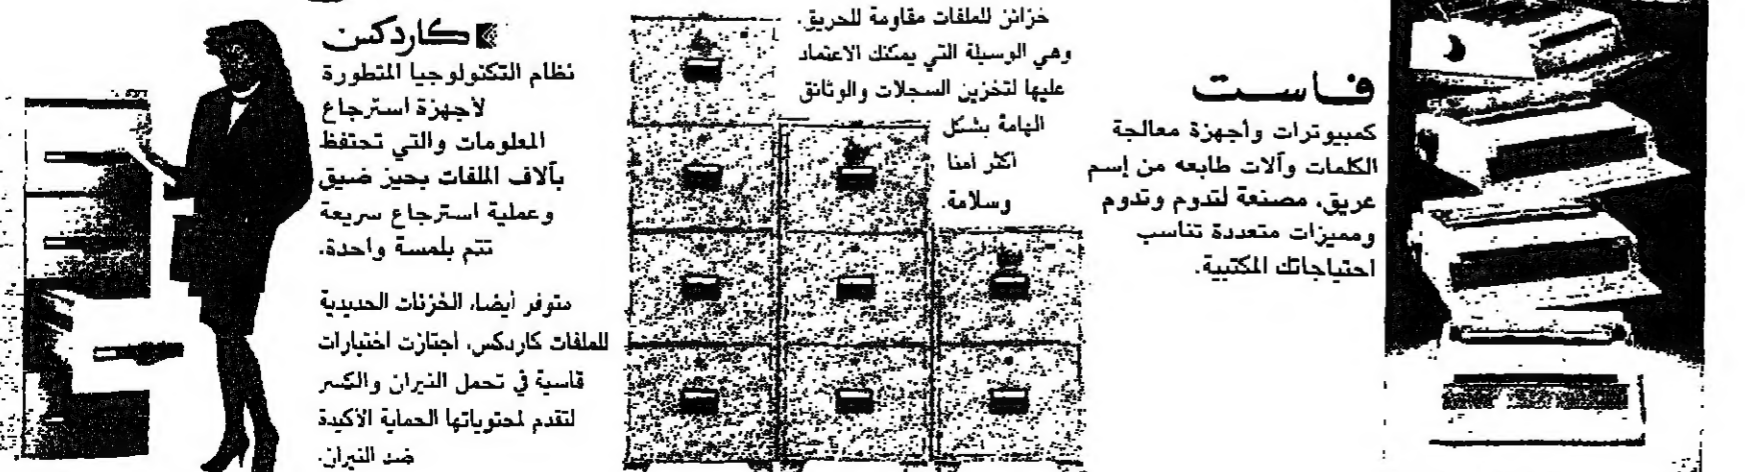 فاست
كمبيوترات وأجهزة معالجة
الكلمات وآلات طابعه من إسم
عريق، مصنعة لتدوم وتدوم
ومميزات متعددة تناسب
احتياجاتك المكتبية.
خزائن للملفات مقاومة للحريق.
وهي الوسيلة التي يمكنك الاعتماد
عليها لتخزين السجلات والوثائق
الهامة بشكل
أكثر أمنا
وسلامة.
كاردكس
نظام التكنولوجيا المتطورة
لأجهزة استرجاع
المعلومات والتي تحتفظ
بآلاف الملفات بحيز ضيق
وعملية استرجاع سريعة
تتم بلمسة واحدة.
متوفر أيضا، الخزنات الحديدية
للملفات كاردكس، اجتازت اختبارات
قاسية في تحمل النيران والكسر
لتقدم لمحتوياتها الحماية الأكيدة
ضد النيران.